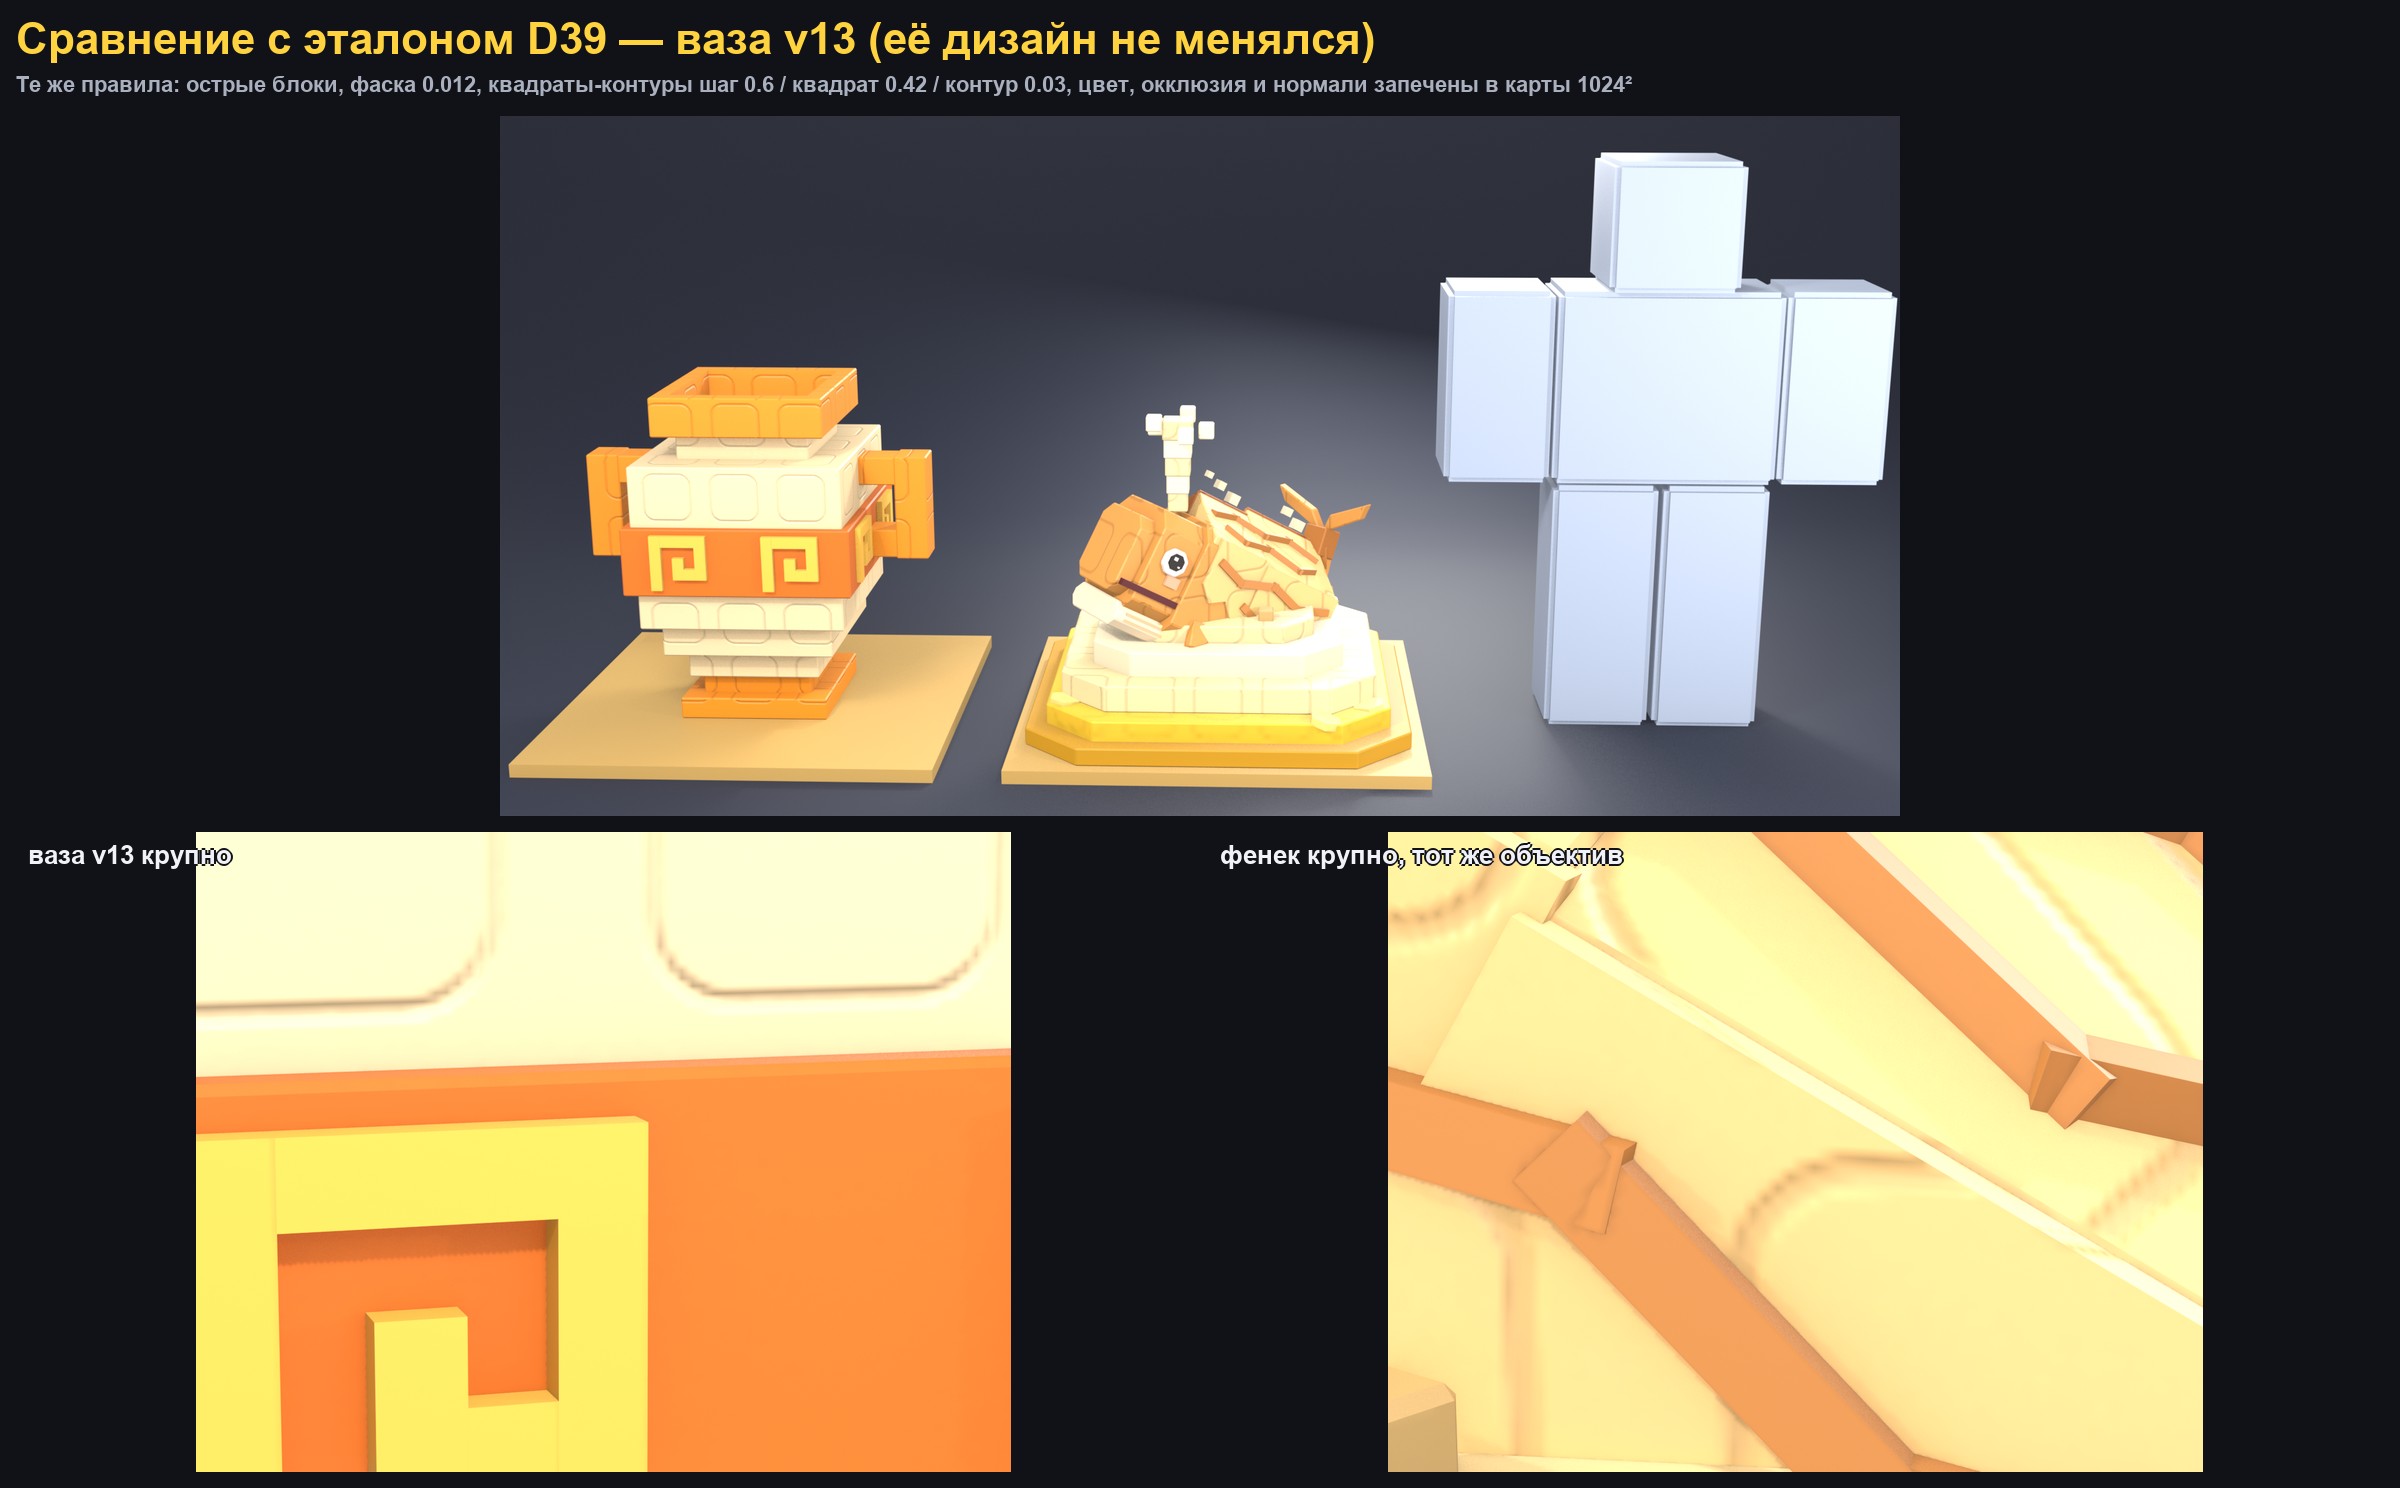 Сравнение с эталоном D39 — ваза v13 (её дизайн не менялся)
Те же правила: острые блоки, фаска 0.012, квадраты-контуры шаг 0.6 / квадрат 0.42 / контур 0.03, цвет, окклюзия и нормали запечены в карты 1024²
ваза v13 крупно
фенек крупно, тот же объектив